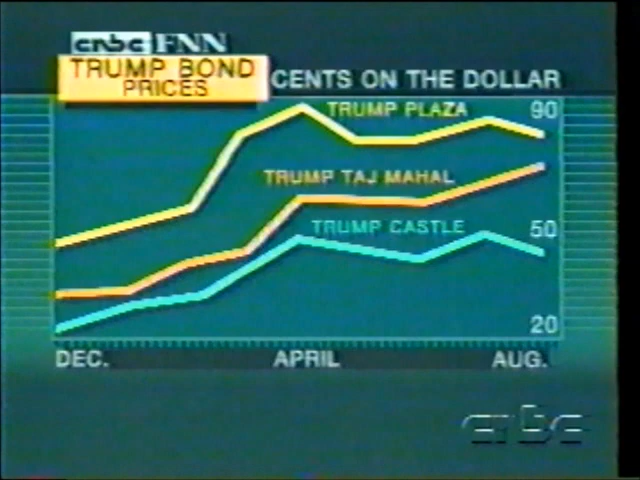 cnbc FNN
TRUMP BOND
PRICES
CENTS ON THE DOLLAR
TRUMP PLAZA
90
TRUMP TAJ MAHAL
TRUMP CASTLE
50
20
DEC. APRIL AUG.
cnbc